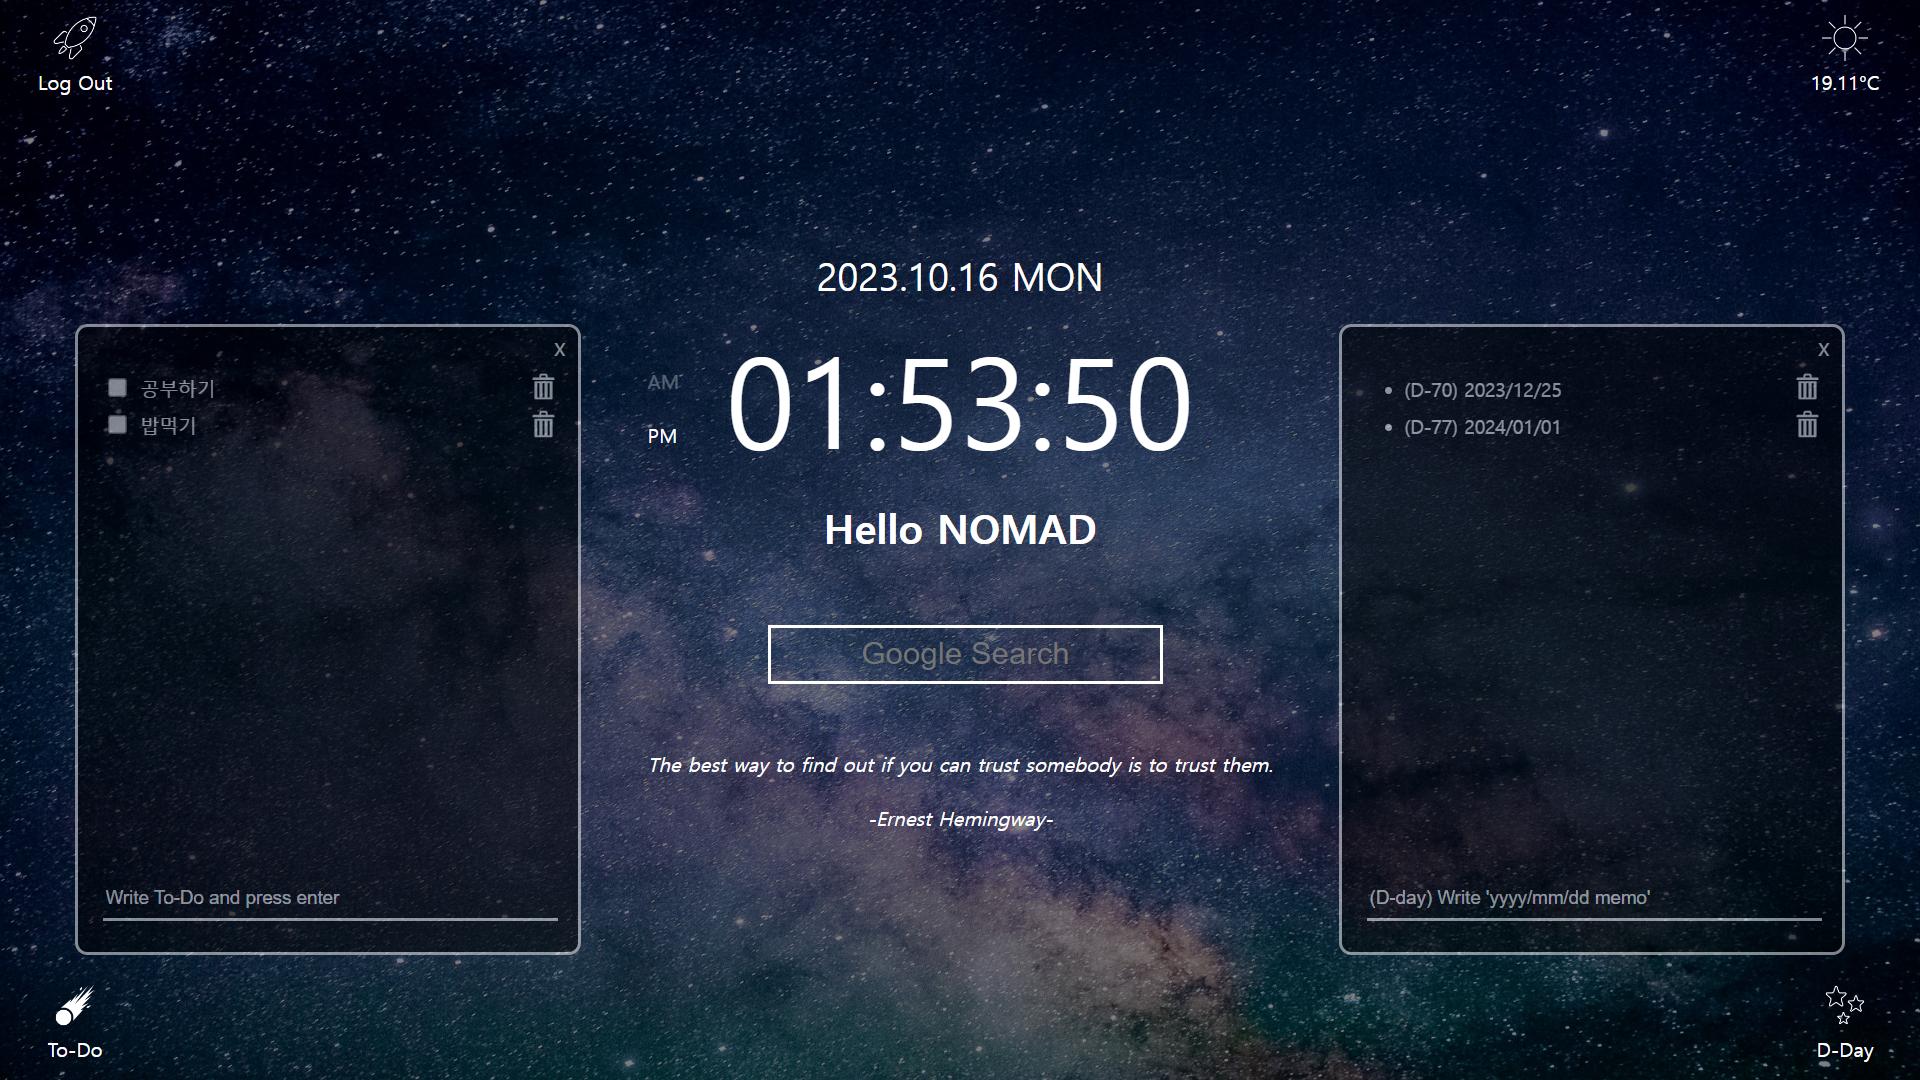 Log Out
19.11°C
2023.10.16 MON
X
공부하기
밥먹기
Write To-Do and press enter
AM
PM
01:53:50
Hello NOMAD
Google Search
The best way to find out if you can trust somebody is to trust them.
-Ernest Hemingway-
X
(D-70) 2023/12/25
(D-77) 2024/01/01
(D-day) Write 'yyyy/mm/dd memo'
To-Do
D-Day